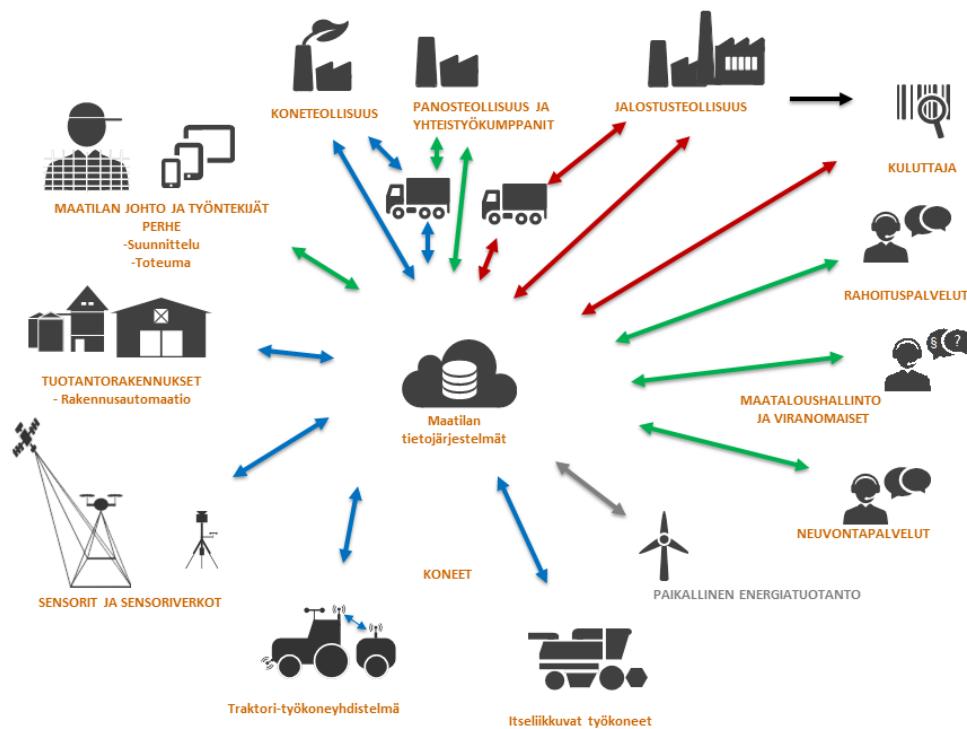 KONETEOLLISUUS
PANOSTEOLLISUUS JA
YHTEISTYÖKUMPPANIT
JALOSTUSTEOLLISUUS
KULUTTAJA
MAATILAN JOHTO JA TYÖNTEKIJÄT
PERHE
-Suunnittelu
-Toteuma
RAHOITUSPALVELUT
§ ?
TUOTANTORAKENNUKSET
- Rakennusautomaatio
MAATALOUSHALLINTO
JA VIRANOMAISET
Maatilan
tietojärjestelmät
NEUVONTAPALVELUT
KONEET
PAIKALLINEN ENERGIATUOTANTO
SENSORIT JA SENSORIVERKOT
Traktori-työkoneyhdistelmä
Itseliikkuvat työkoneet